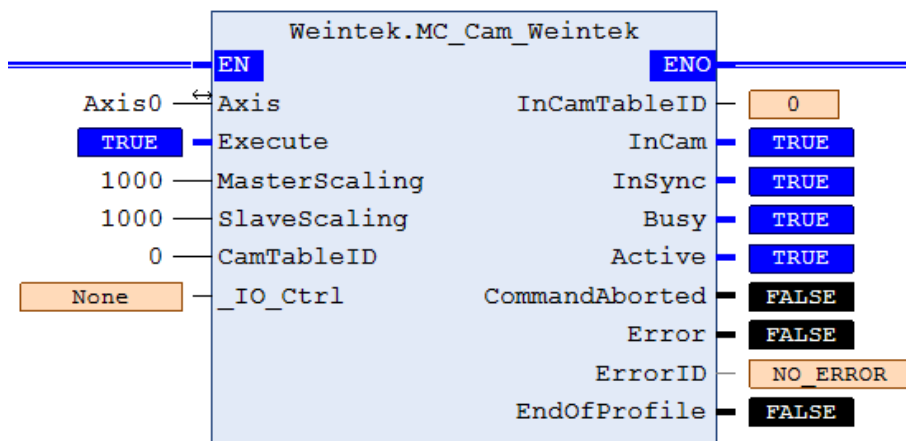 Weintek.MC_Cam_Weintek
EN ENO
Axis0 Axis InCamTableID 0
TRUE Execute InCam TRUE
1000 MasterScaling InSync TRUE
1000 SlaveScaling Busy TRUE
0 CamTableID Active TRUE
None _IO_Ctrl CommandAborted FALSE
Error FALSE
ErrorID NO_ERROR
EndOfProfile FALSE